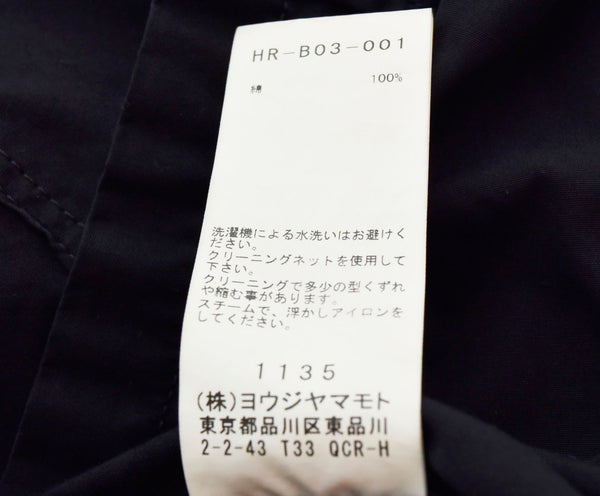 HR-B03-001
綿 100%
洗濯機による水洗いはお避けく
ださい。
クリーニングネットを使用して
下さい。
クリーニングで多少の型くずれ
や縮む事があります。
スチームで、浮かしアイロンを
してください。
1135
(株)ヨウジヤマモト
東京都品川区東品川
2-2-43 T33 QCR-H